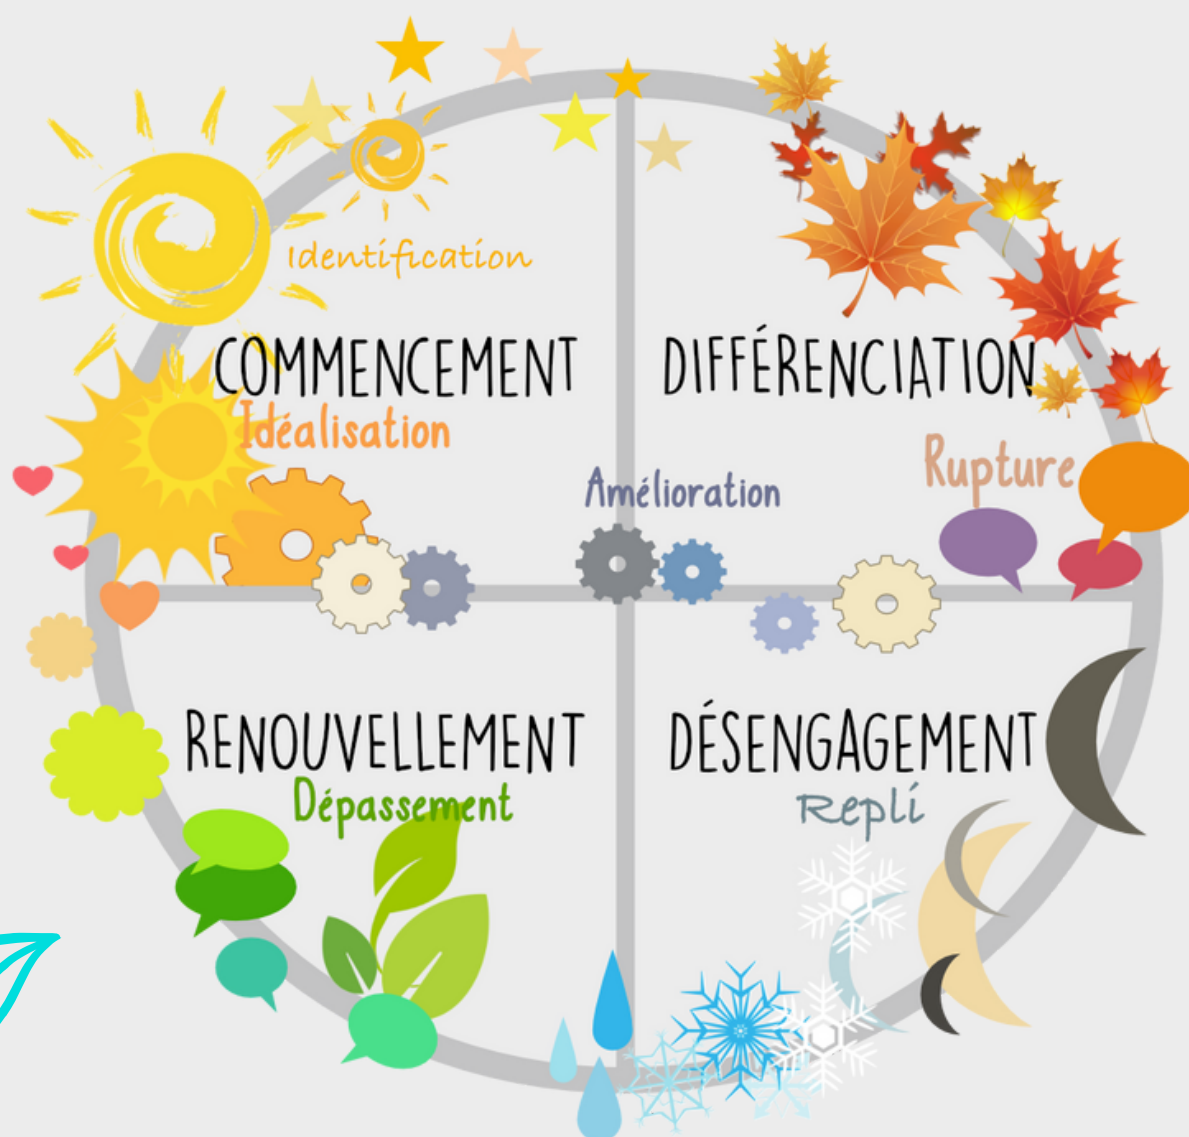 Identification
COMMENCEMENT
Idéalisation
DIFFÉRENCIATION
Rupture
Amélioration
RENOUVELLEMENT
Dépassement
DÉSENGAGEMENT
Repli